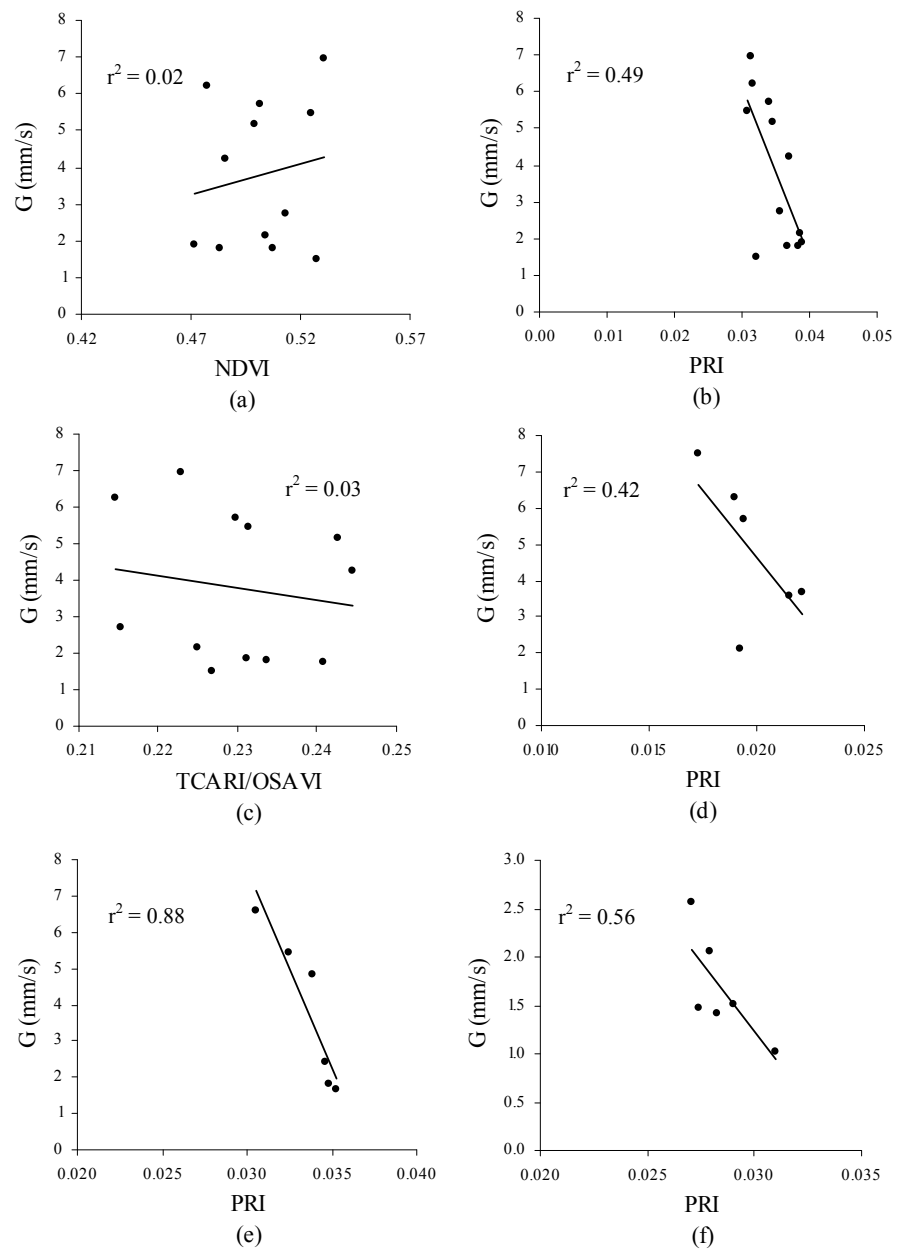 8
7
6
5
4
3
2
1
0
G (mm/s)
r² = 0.02
0.42 0.47 0.52 0.57
NDVI
(a)
8
7
6
5
4
3
2
1
0
G (mm/s)
r² = 0.49
0.00 0.01 0.02 0.03 0.04 0.05
PRI
(b)
8
7
6
5
4
3
2
1
0
G (mm/s)
r² = 0.03
0.21 0.22 0.23 0.24 0.25
TCARI/OSAVI
(c)
8
7
6
5
4
3
2
1
0
G (mm/s)
r² = 0.42
0.010 0.015 0.020 0.025
PRI
(d)
8
7
6
5
4
3
2
1
0
G (mm/s)
r² = 0.88
0.020 0.025 0.030 0.035 0.040
PRI
(e)
3.0
2.5
2.0
1.5
1.0
0.5
0.0
G (mm/s)
r² = 0.56
0.020 0.025 0.030 0.035
PRI
(f)